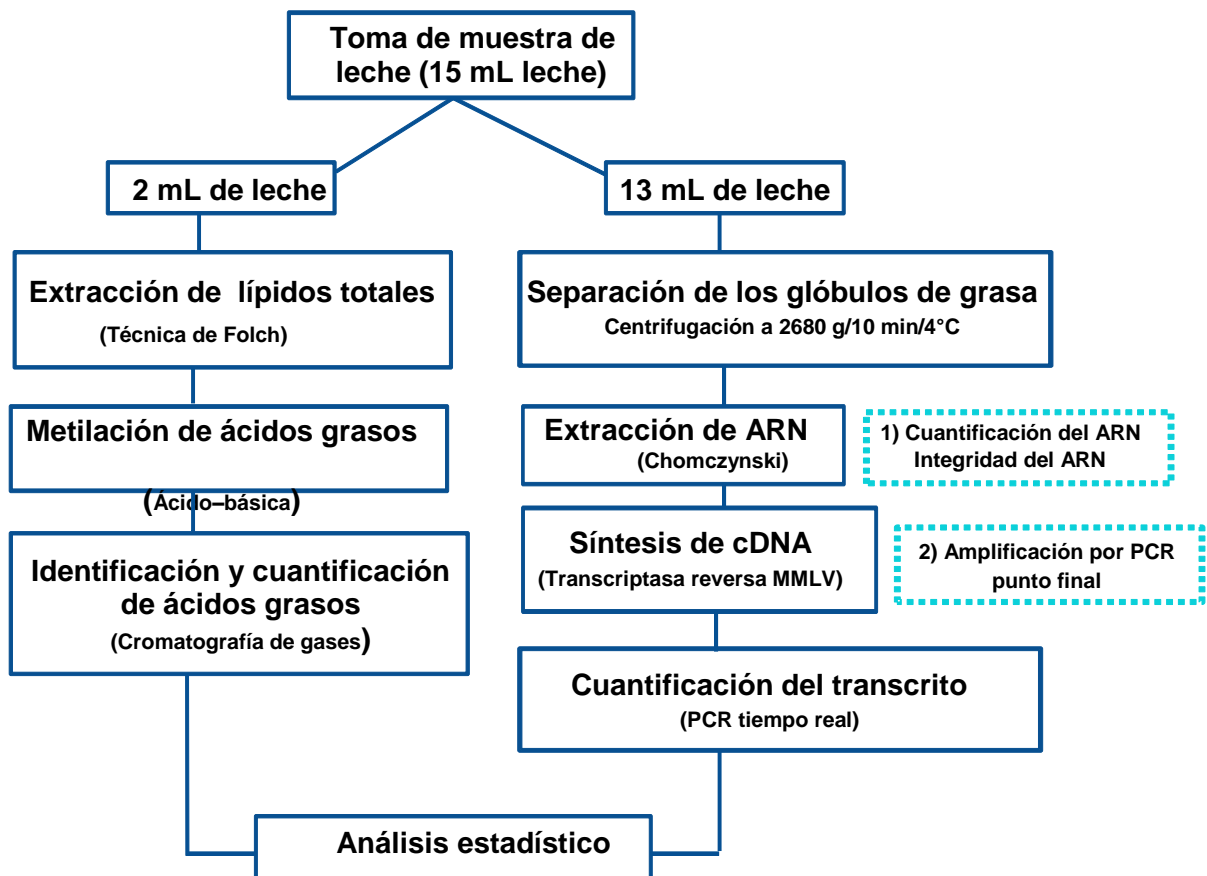 Toma de muestra de
leche (15 mL leche)
2 mL de leche
13 mL de leche
Extracción de lípidos totales
(Técnica de Folch)
Separación de los glóbulos de grasa
Centrifugación a 2680 g/10 min/4°C
Metilación de ácidos grasos
(Ácido–básica)
Extracción de ARN
(Chomczynski)
1) Cuantificación del ARN
Integridad del ARN
Identificación y cuantificación
de ácidos grasos
(Cromatografía de gases)
Síntesis de cDNA
(Transcriptasa reversa MMLV)
2) Amplificación por PCR
punto final
Cuantificación del transcrito
(PCR tiempo real)
Análisis estadístico